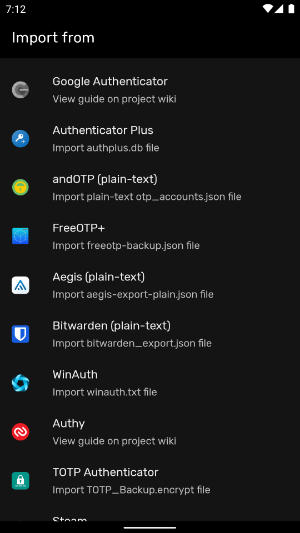 7:12
Import from
Google Authenticator
View guide on project wiki
Authenticator Plus
Import authplus.db file
andOTP (plain-text)
Import plain-text otp_accounts.json file
FreeOTP+
Import freeotp-backup.json file
Aegis (plain-text)
Import aegis-export-plain.json file
Bitwarden (plain-text)
Import bitwarden_export.json file
WinAuth
Import winauth.txt file
Authy
View guide on project wiki
TOTP Authenticator
Import TOTP_Backup.encrypt file
Steam